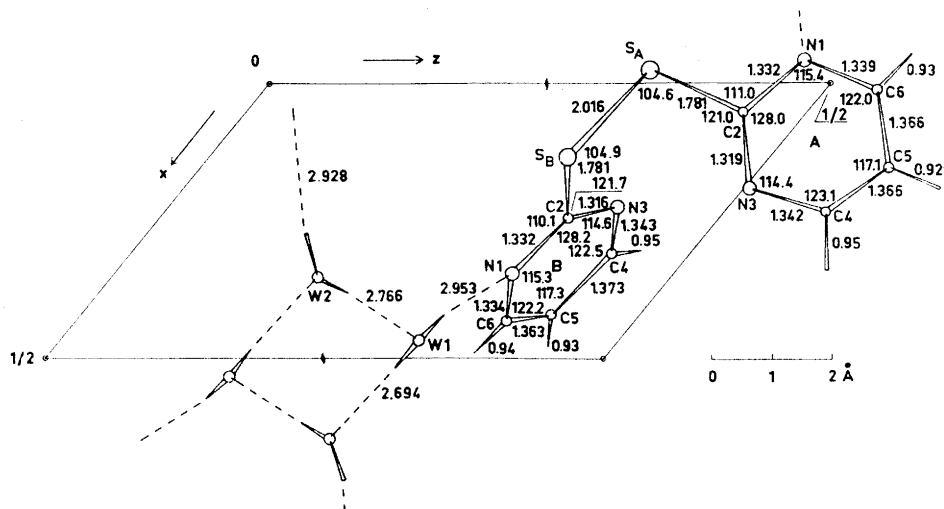 S_A
N1
0
z
1.339
0.93
1.332
115.4
104.6
1.781
111.0
122.0
C6
2.016
121.0
128.0
1/2
C2
1.366
A
x
S_B
104.9
1.781
1.319
117.1
C5
0.92
2.928
121.7
114.4
1.366
C2
1.316
N3
N3
123.1
110.1
114.6
1.343
1.342
C4
1.332
128.2
0.95
122.5
C4
0.95
N1
115.3
B
W2
2.766
2.953
117.3
1.373
1.334
122.2
C5
C6
1.363
W1
0.94
0.93
1/2
2.694
0 1 2 Å